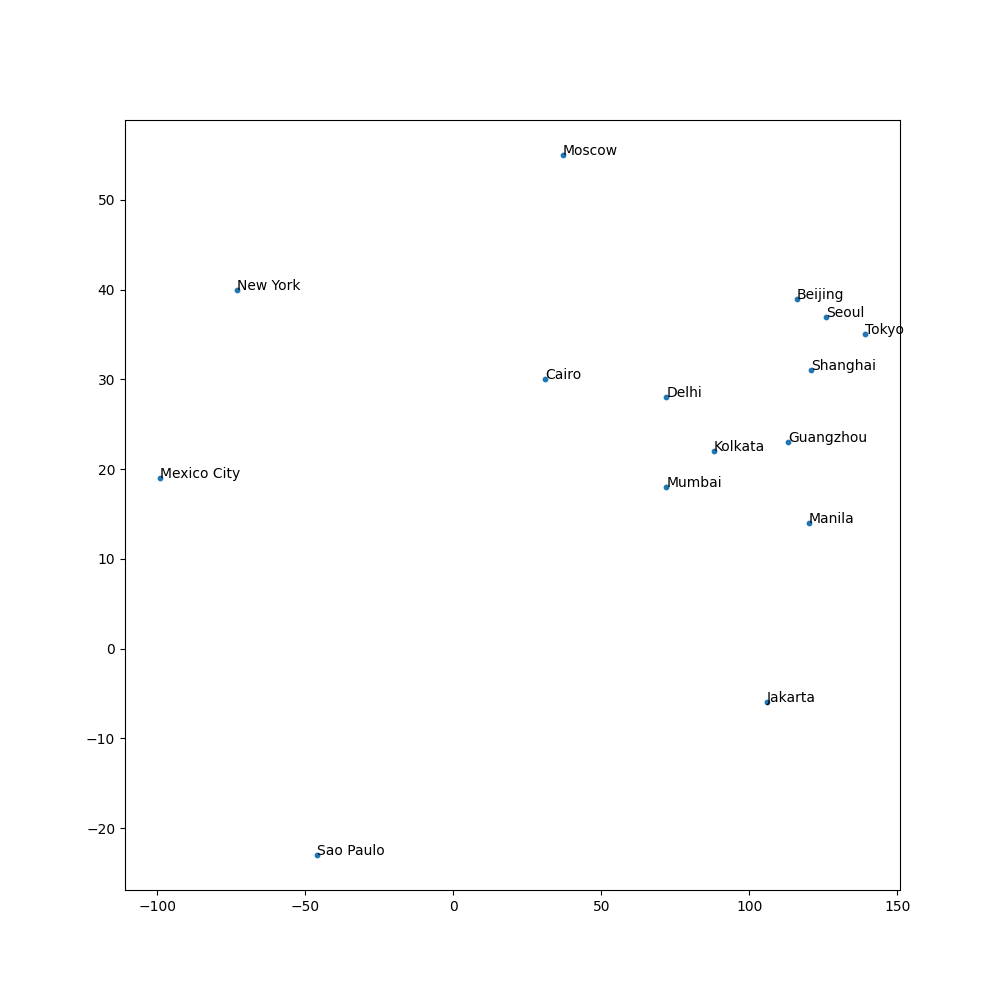 Moscow
50
New York
40
Beijing
Seoul
Tokyo
Shanghai
30
Cairo
Delhi
Guangzhou
Kolkata
20
Mexico City
Mumbai
Manila
10
0
Jakarta
−10
−20
Sao Paulo
−100
−50
0
50
100
150